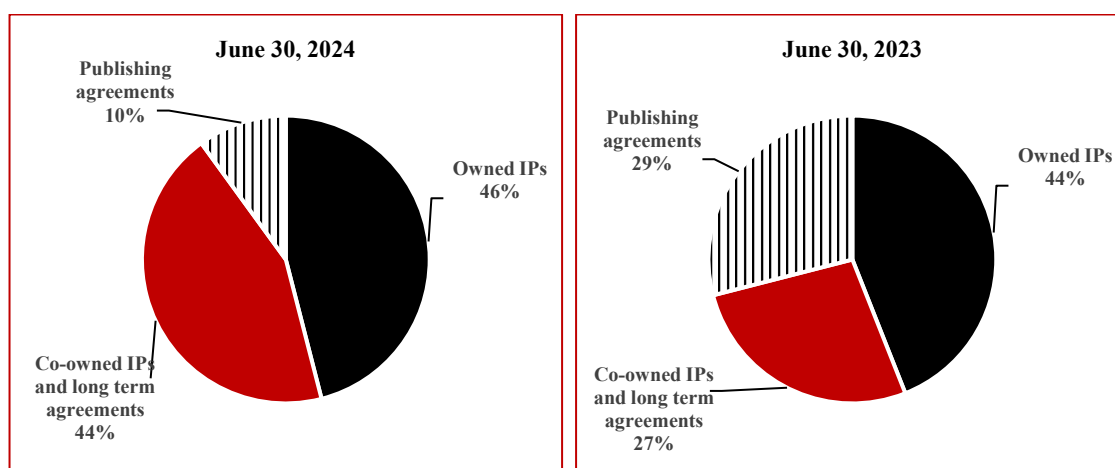 June 30, 2024
Publishing
agreements
10%
Owned IPs
46%
Co-owned IPs
and long term
agreements
44%
June 30, 2023
Publishing
agreements
29%
Owned IPs
44%
Co-owned IPs
and long term
agreements
27%